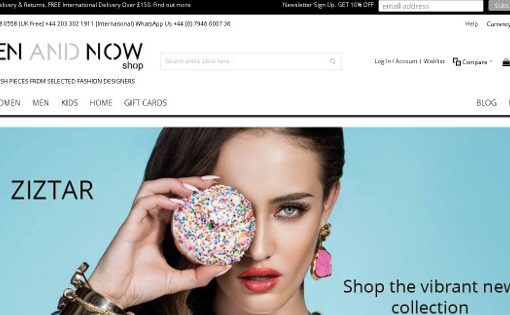 elivery & Returns. FREE International Delivery Over £150. Find out more
Newsletter Sign Up. GET 10% OFF
email address
Subs
0558 [UK Free] +44 203 302 1911 [International] WhatsApp Us +44 (0) 7946 6007 36
Help
Currency
EN AND NOW
shop
Search entire store here...
Log In | Account | Wishlist
Compare
SH PIECES FROM SELECTED FASHION DESIGNERS
OMEN MEN KIDS HOME GIFT CARDS
BLOG
ZIZTAR
Shop the vibrant new
collection